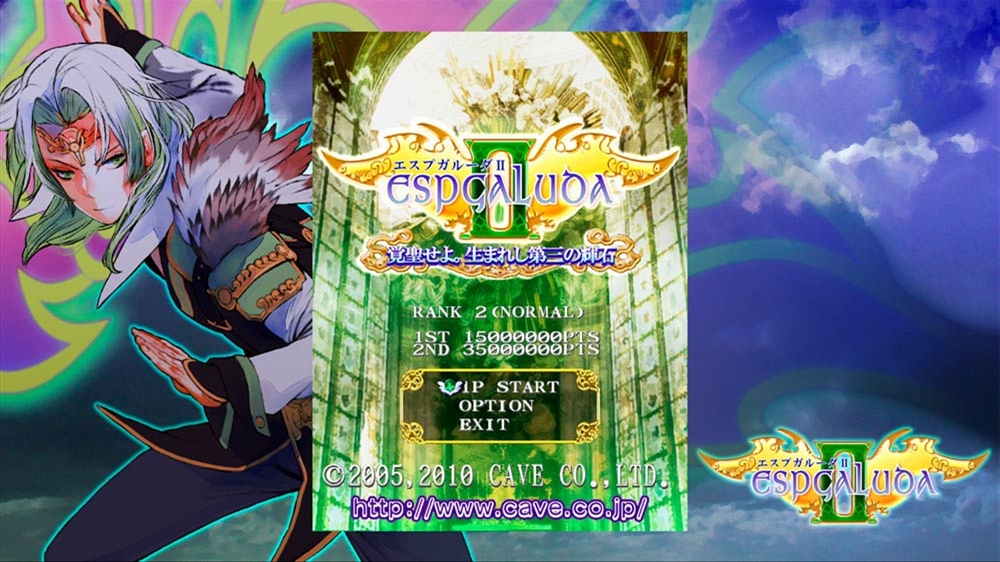 エスプガルーダII
ESPGALUDA
II
覚聖せよ。生まれし第三の輝石
RANK 2(NORMAL)
1ST 15000000PTS
2ND 35000000PTS
1P START
OPTION
EXIT
©2005,2010 CAVE CO.,LTD.
http://www.cave.co.jp/
エスプガルーダII
ESPGALUDA
II